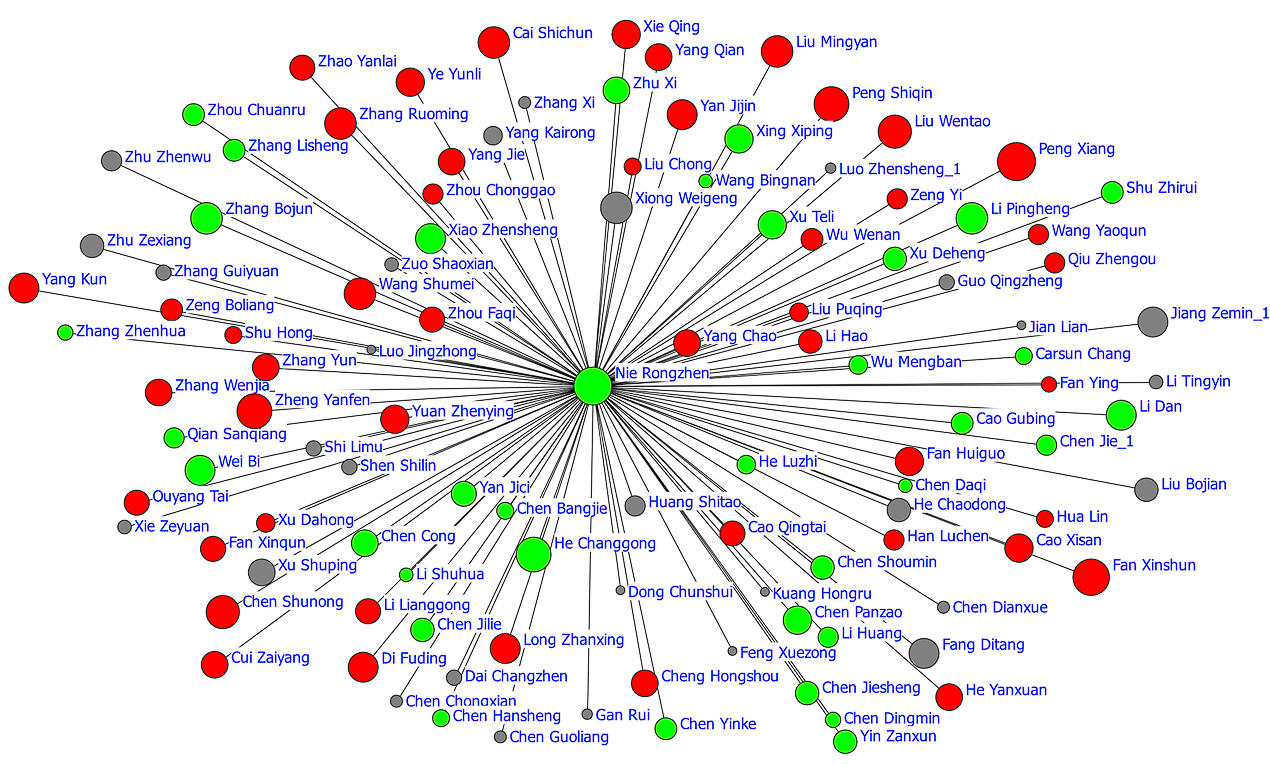 Xie Qing
Cai Shichun
Liu Mingyan
Yang Qian
Zhao Yanlai
Ye Yunli
Zhu Xi
Peng Shiqin
Zhang Xi
Yan Jijin
Zhou Chuanru
Zhang Ruoming
Liu Wentao
Yang Kairong
Xing Xiping
Zhang Lisheng
Peng Xiang
Yang Jie
Zhu Zhenwu
Liu Chong
Luo Zhensheng_1
Wang Bingnan
Shu Zhirui
Zhou Chonggao
Zeng Yi
Xiong Weigeng
Zhang Bojun
Li Pingheng
Xu Teli
Xiao Zhensheng
Wang Yaoqun
Wu Wenan
Zhu Zexiang
Xu Deheng
Qiu Zhengou
Zuo Shaoxian
Zhang Guiyuan
Yang Kun
Guo Qingzheng
Wang Shumei
Zeng Boliang
Liu Puqing
Zhou Faqi
Jiang Zemin_1
Jian Lian
Zhang Zhenhua
Shu Hong
Yang Chao
Li Hao
Luo Jingzhong
Carsun Chang
Zhang Yun
Wu Mengban
Nie Rongzhen
Zhang Wenjia
Fan Ying
Li Tingyin
Zheng Yanfen
Yuan Zhenying
Li Dan
Cao Gubing
Qian Sanqiang
Chen Jie_1
Shi Limu
Fan Huiguo
Wei Bi
He Luzhi
Shen Shilin
Chen Daqi
Liu Bojian
Yan Jici
Ouyang Tai
Huang Shitao
He Chaodong
Chen Bangjie
Hua Lin
Xu Dahong
Xie Zeyuan
Cao Qingtai
Han Luchen
Chen Cong
Cao Xisan
Fan Xinqun
He Changgong
Chen Shoumin
Xu Shuping
Fan Xinshun
Li Shuhua
Dong Chunshui
Kuang Hongru
Chen Shunong
Li Lianggong
Chen Dianxue
Chen Panzao
Chen Jilie
Li Huang
Long Zhanxing
Fang Ditang
Feng Xuezong
Cui Zaiyang
Di Fuding
Dai Changzhen
Cheng Hongshou
Chen Jiesheng
He Yanxuan
Chen Chongxian
Chen Hansheng
Gan Rui
Chen Dingmin
Chen Yinke
Chen Guoliang
Yin Zanxun